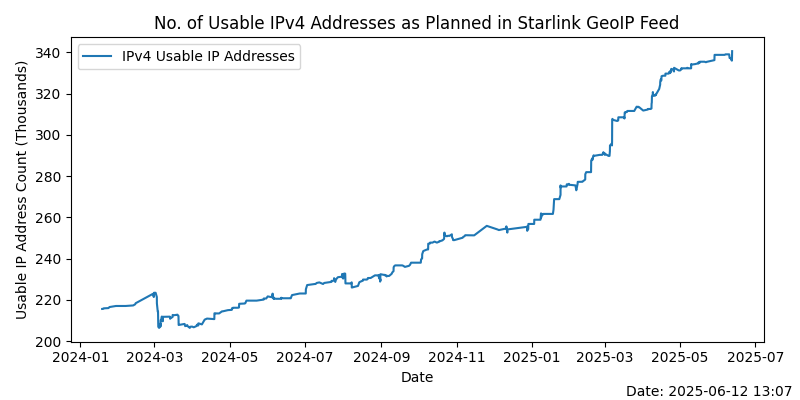 No. of Usable IPv4 Addresses as Planned in Starlink GeoIP Feed
IPv4 Usable IP Addresses
Usable IP Address Count (Thousands)
340
320
300
280
260
240
220
200
2024-01 2024-03 2024-05 2024-07 2024-09 2024-11 2025-01 2025-03 2025-05 2025-07
Date
Date: 2025-06-12 13:07